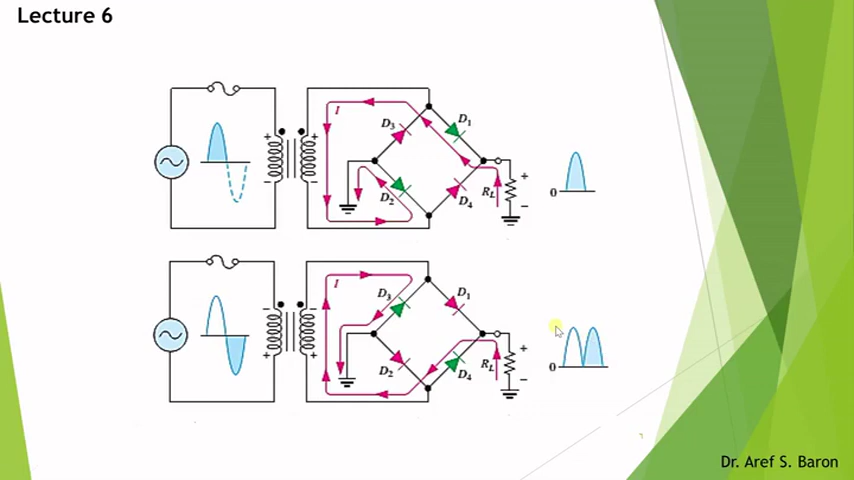 Lecture 6
I
D3
D1
+
+
+
-
-
D2
D4
RL
-
0
I
D3
D1
-
-
+
+
+
D2
D4
RL
-
0
Dr. Aref S. Baron